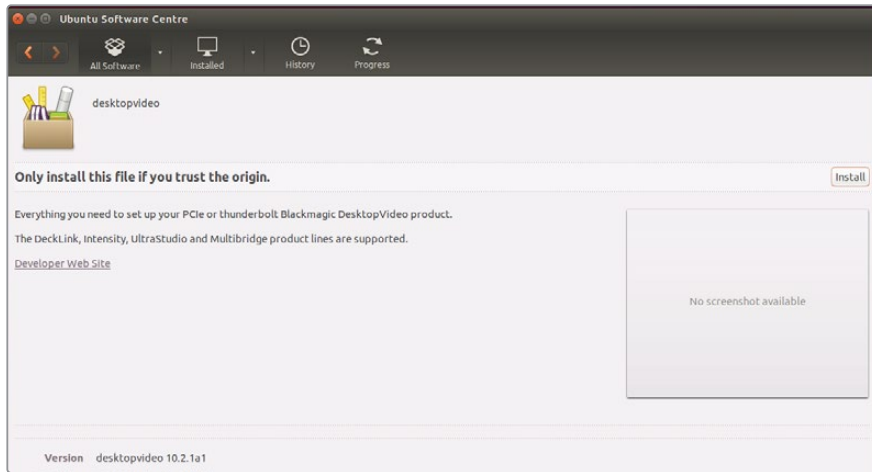 Ubuntu Software Centre
All Software
Installed
History
Progress
desktopvideo
Only install this file if you trust the origin.
Install
Everything you need to set up your PCIe or thunderbolt Blackmagic DesktopVideo product.
The DeckLink, Intensity, UltraStudio and Multibridge product lines are supported.
Developer Web Site
No screenshot available
Version desktopvideo 10.2.1a1